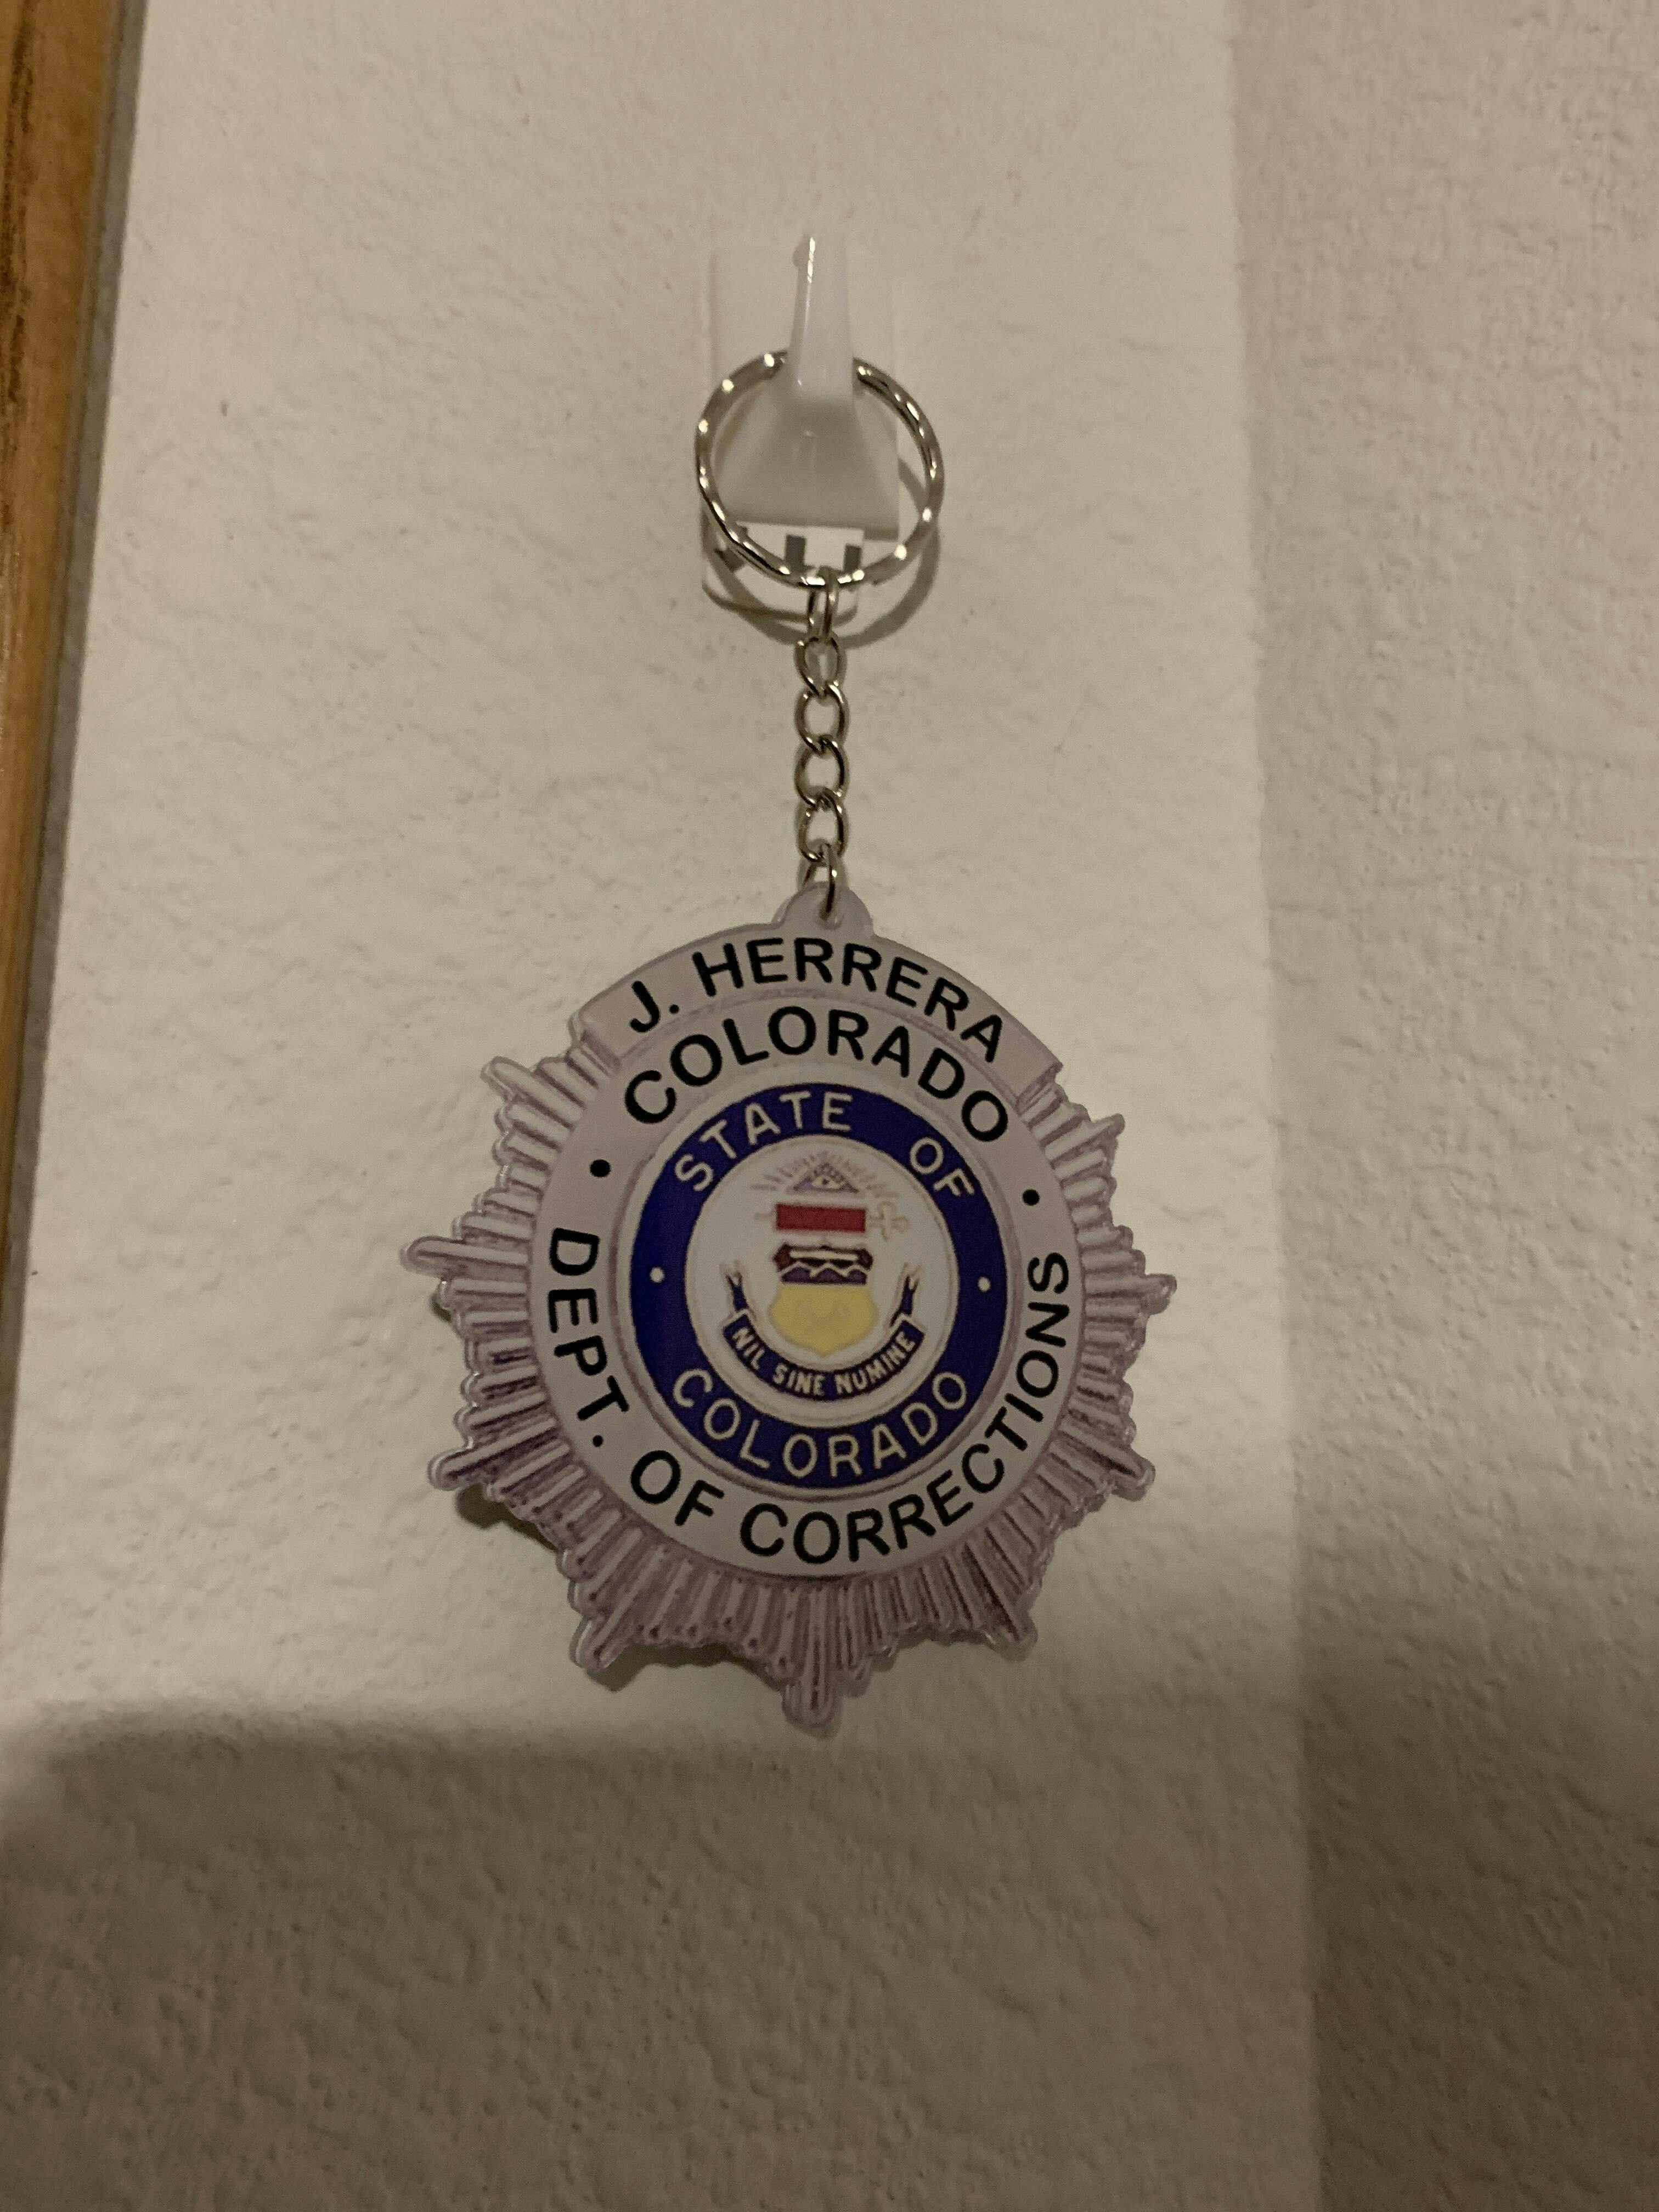 J. HERRERA
COLORADO
DEPT. OF CORRECTIONS
STATE OF
COLORADO
NIL SINE NUMINE